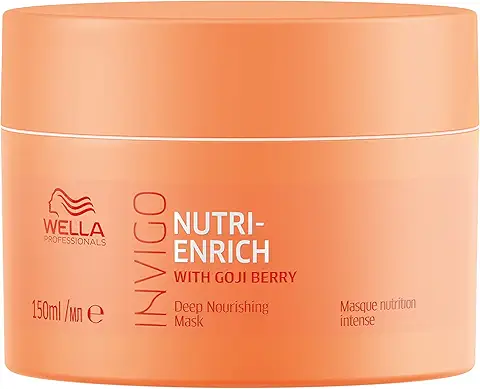 WELLA
PROFESSIONALS
150ml/мл e
INVIGO
NUTRI-
ENRICH
WITH GOJI BERRY
Deep Nourishing
Mask
Masque nutrition
intense